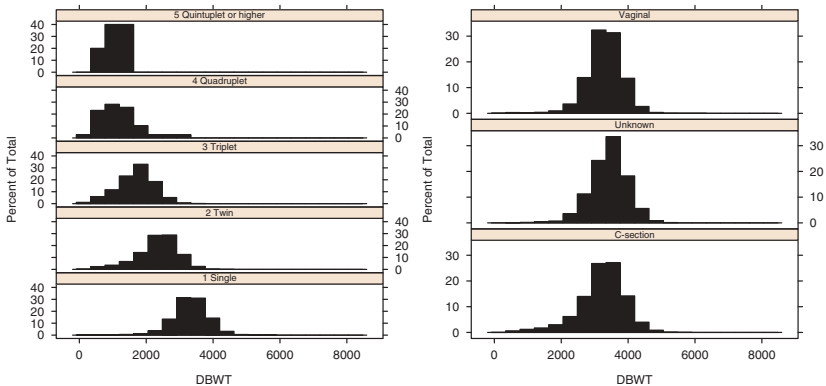 Percent of Total
5 Quintuplet or higher
40
30
20
10
0
4 Quadruplet
40
30
20
10
0
3 Triplet
40
30
20
10
0
2 Twin
40
30
20
10
0
1 Single
40
30
20
10
0
0 2000 4000 6000 8000
DBWT
Percent of Total
Vaginal
30
20
10
0
Unknown
30
20
10
0
C-section
30
20
10
0
0 2000 4000 6000 8000
DBWT